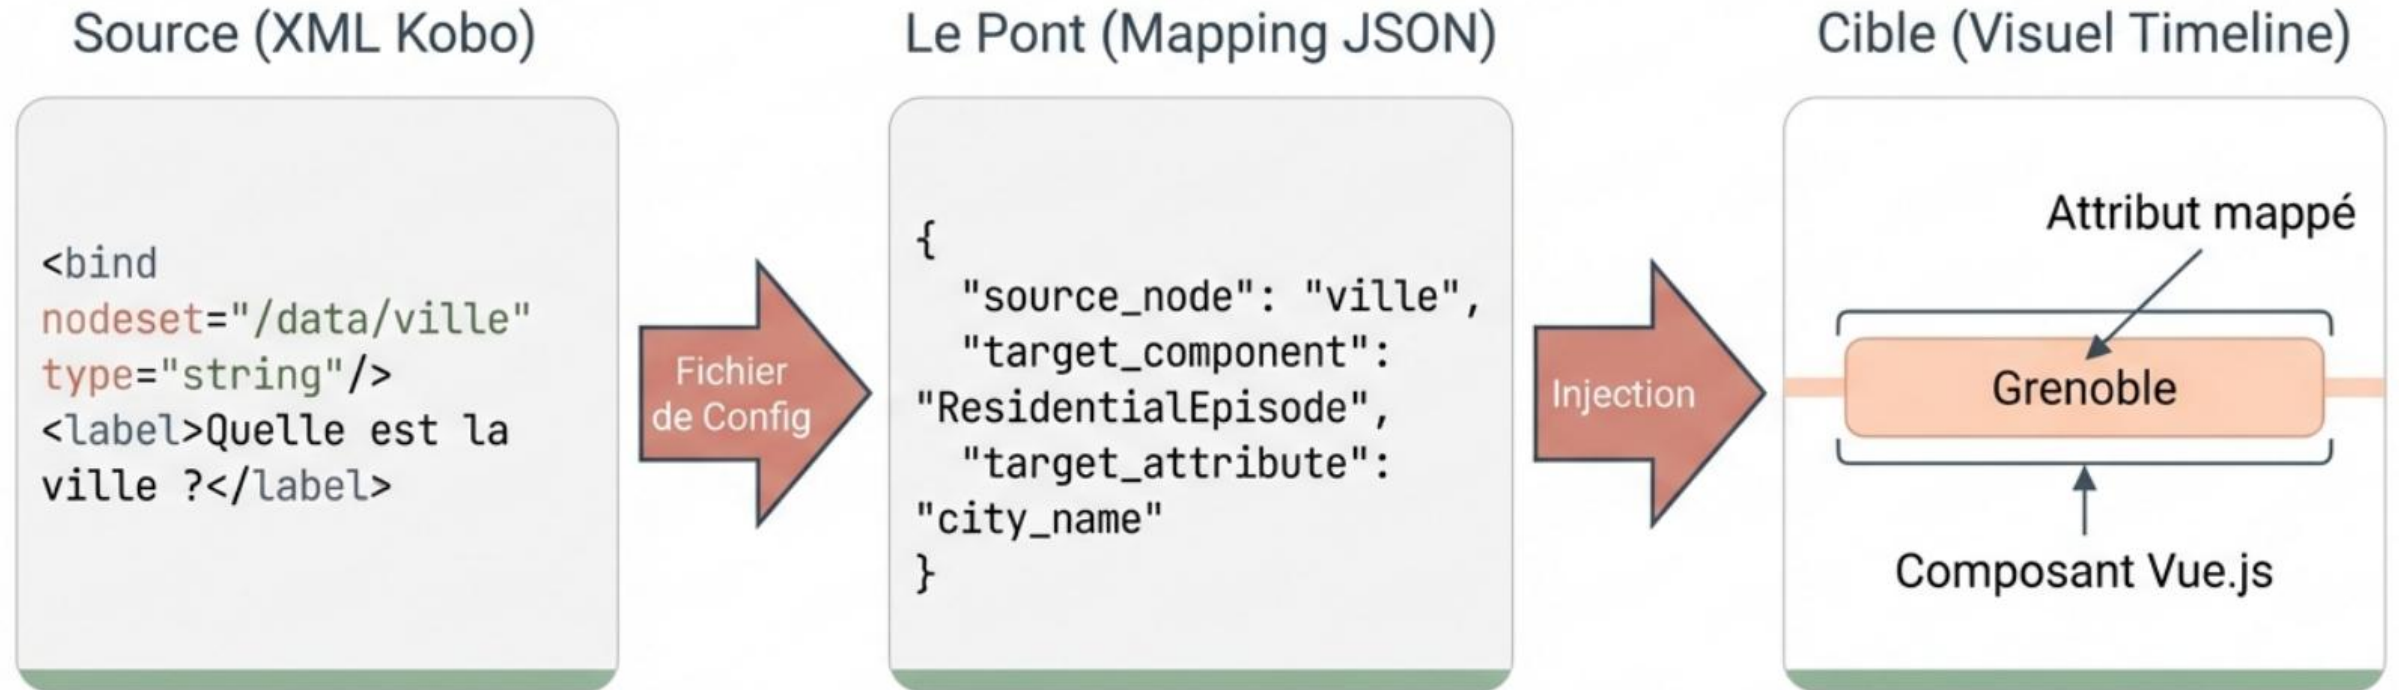 Source (XML Kobo)
<bind
nodeset="/data/ville"
type="string"/>
<label>Quelle est la
ville ?</label>
Fichier
de Config
Le Pont (Mapping JSON)
{
"source_node": "ville",
"target_component":
"ResidentialEpisode",
"target_attribute":
"city_name"
}
Injection
Cible (Visuel Timeline)
Attribut mappé
Grenoble
Composant Vue.js